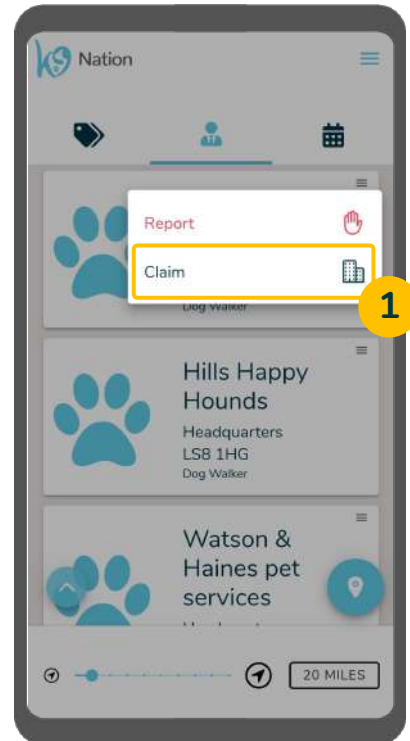 Nation
Report
Claim
1
Dog Walker
Hills Happy
Hounds
Headquarters
LS8 1HG
Dog Walker
Watson &
Haines pet
services
20 MILES